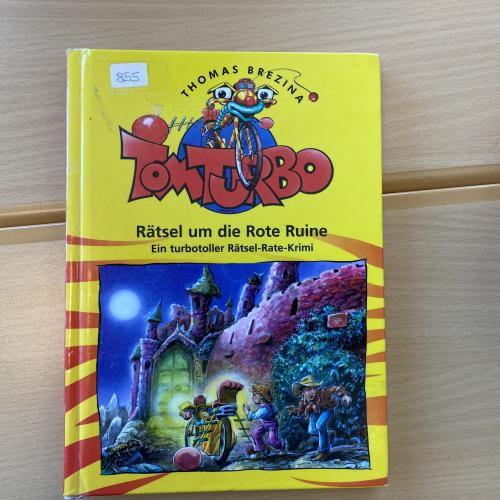 855
THOMAS BREZINA
TOM TURBO
Rätsel um die Rote Ruine
Ein turbotoller Rätsel-Rate-Krimi